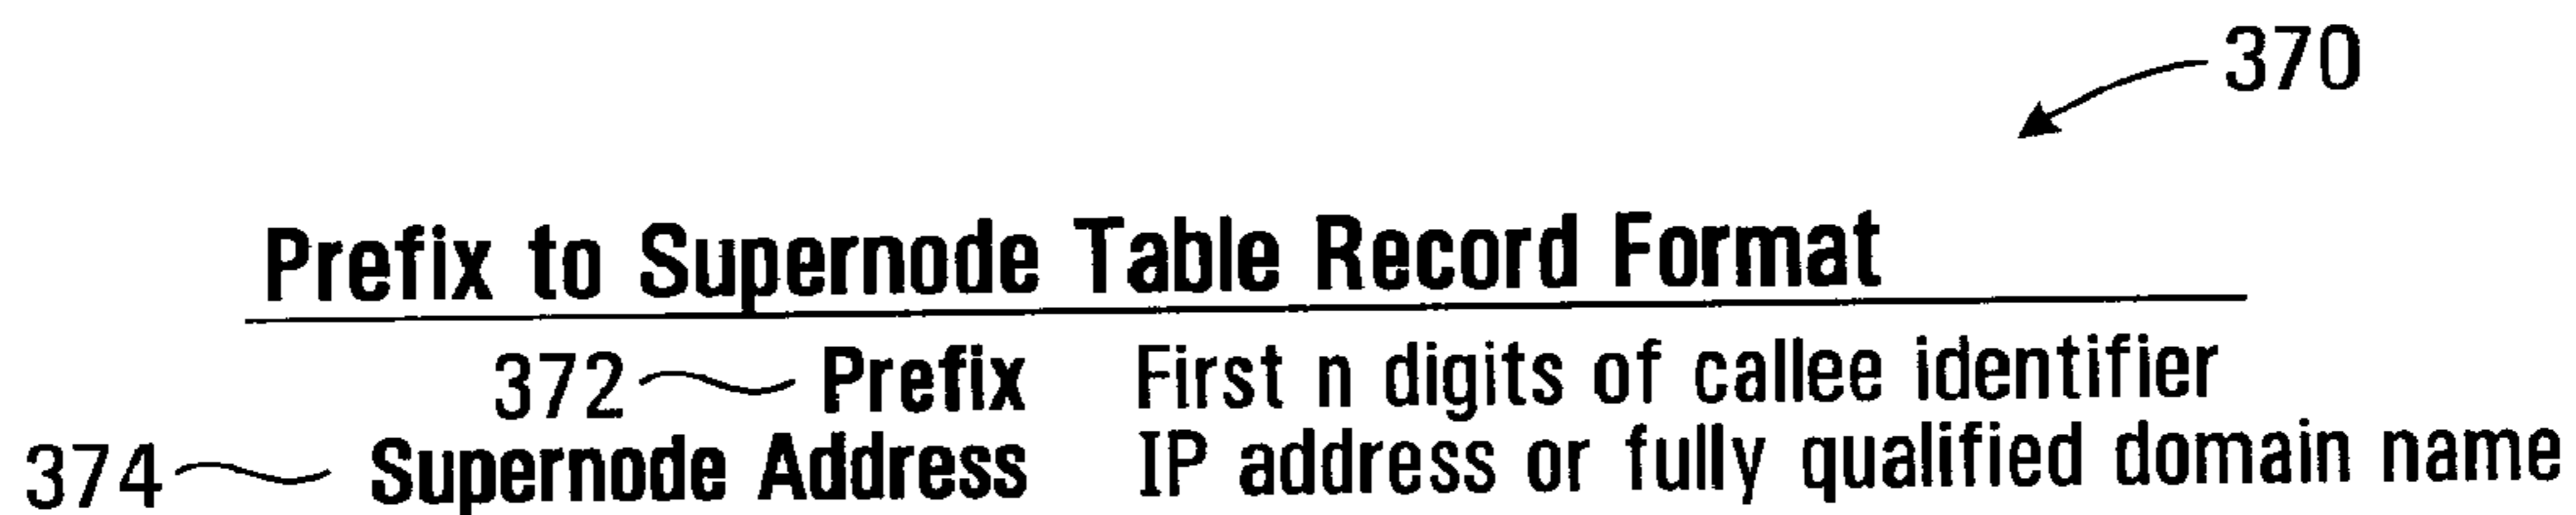 370
Prefix to Supernode Table Record Format
372 Prefix First n digits of callee identifier
374 Supernode Address IP address or fully qualified domain name